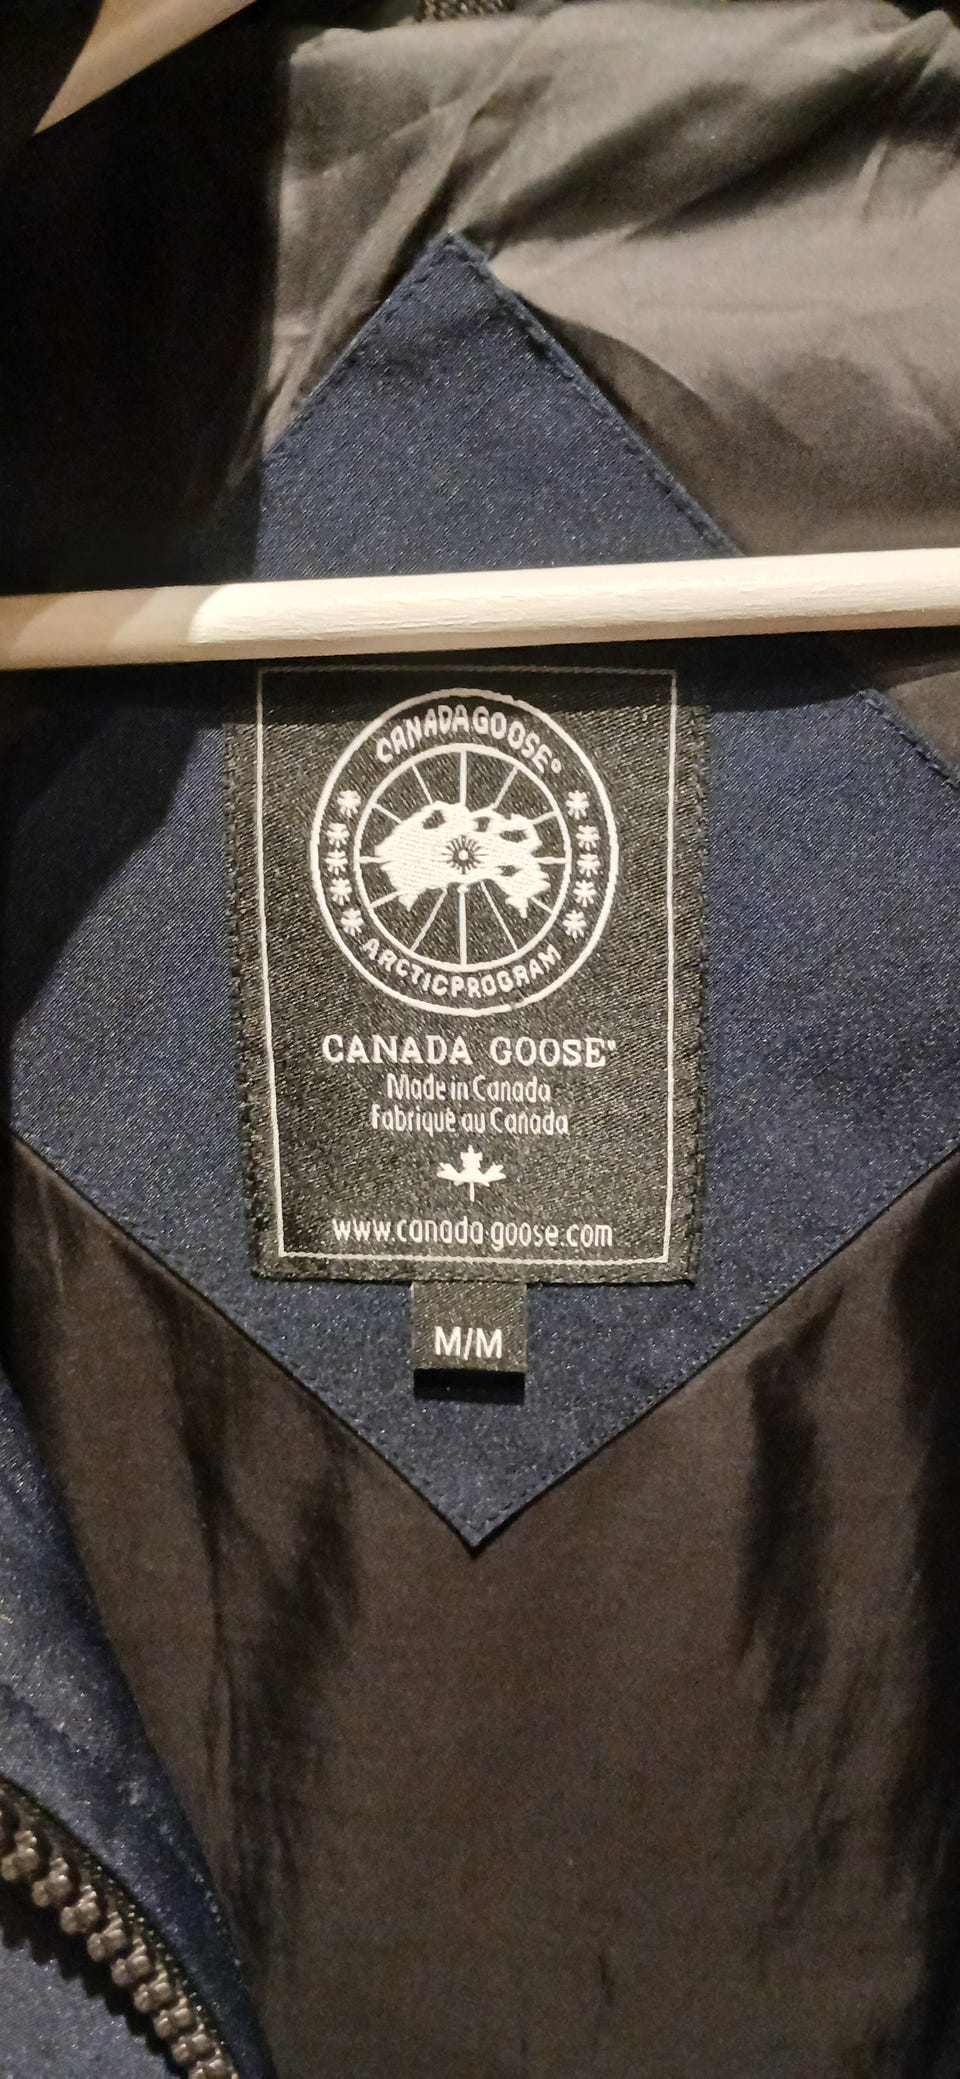 CANADA GOOSE®
ARCTIC PROGRAM
CANADA GOOSE®
Made in Canada
Fabriqué au Canada
www.canada-goose.com
M/M